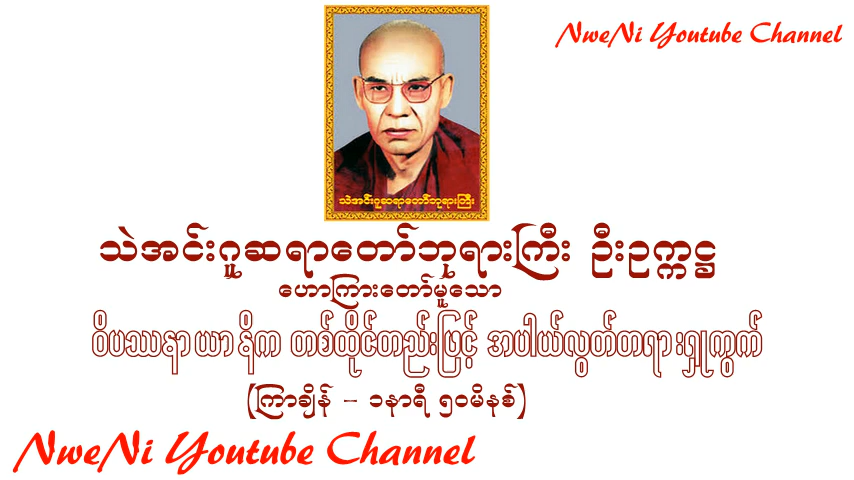 NweNi Youtube Channel
သဲအင်းဂူဆရာတော်ဘုရားကြီး
သဲအင်းဂူဆရာတော်ဘုရားကြီး ဦးဥက္ကဋ္ဌ
ဟောကြားတော်မူသော
ဝိပဿနာယာနိက တစ်ထိုင်တည်းဖြင့် အပါယ်လွတ်တရားရှုကွက်
(ကြာချိန် - ၁နာရီ ၅၀မိနစ်)
NweNi Youtube Channel